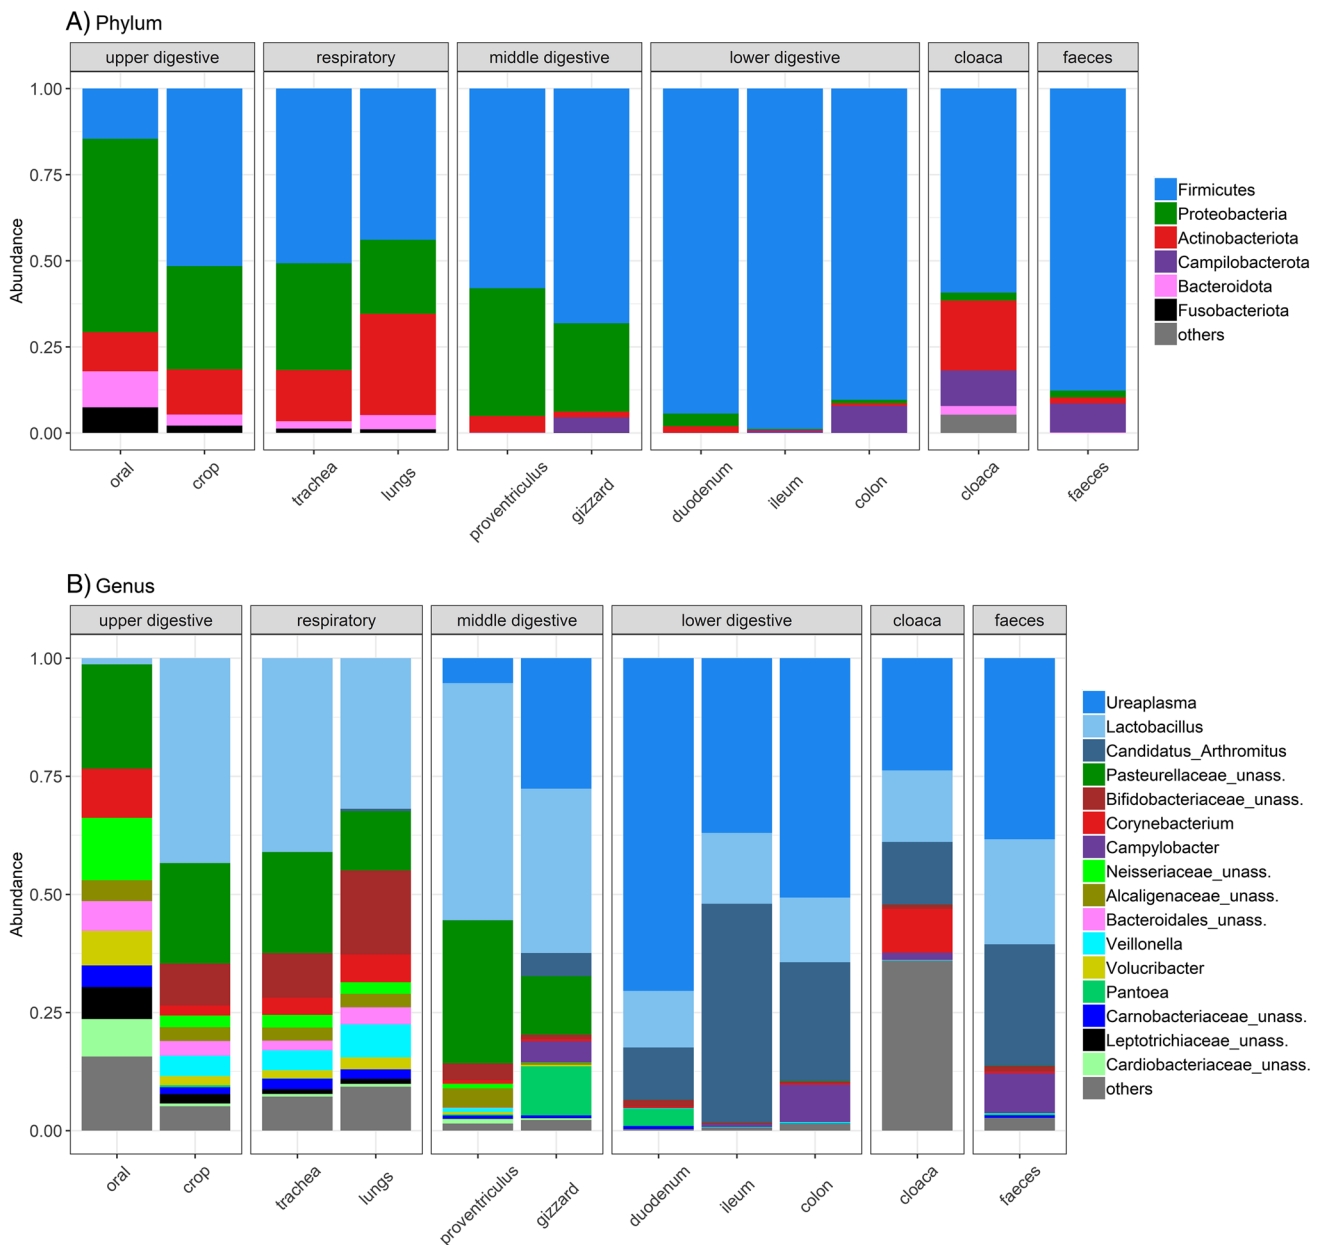 A) Phylum
upper digestive
respiratory
middle digestive
lower digestive
cloaca
faeces
Abundance
1.00
0.75
0.50
0.25
0.00
oral
crop
trachea
lungs
proventriculus
gizzard
duodenum
ileum
colon
cloaca
faeces
Firmicutes
Proteobacteria
Actinobacteriota
Campilobacterota
Bacteroidota
Fusobacteriota
others
B) Genus
upper digestive
respiratory
middle digestive
lower digestive
cloaca
faeces
Abundance
1.00
0.75
0.50
0.25
0.00
oral
crop
trachea
lungs
proventriculus
gizzard
duodenum
ileum
colon
cloaca
faeces
Ureaplasma
Lactobacillus
Candidatus_Arthromitus
Pasteurellaceae_unass.
Bifidobacteriaceae_unass.
Corynebacterium
Campylobacter
Neisseriaceae_unass.
Alcaligenaceae_unass.
Bacteroidales_unass.
Veillonella
Volucribacter
Pantoea
Carnobacteriaceae_unass.
Leptotrichiaceae_unass.
Cardiobacteriaceae_unass.
others